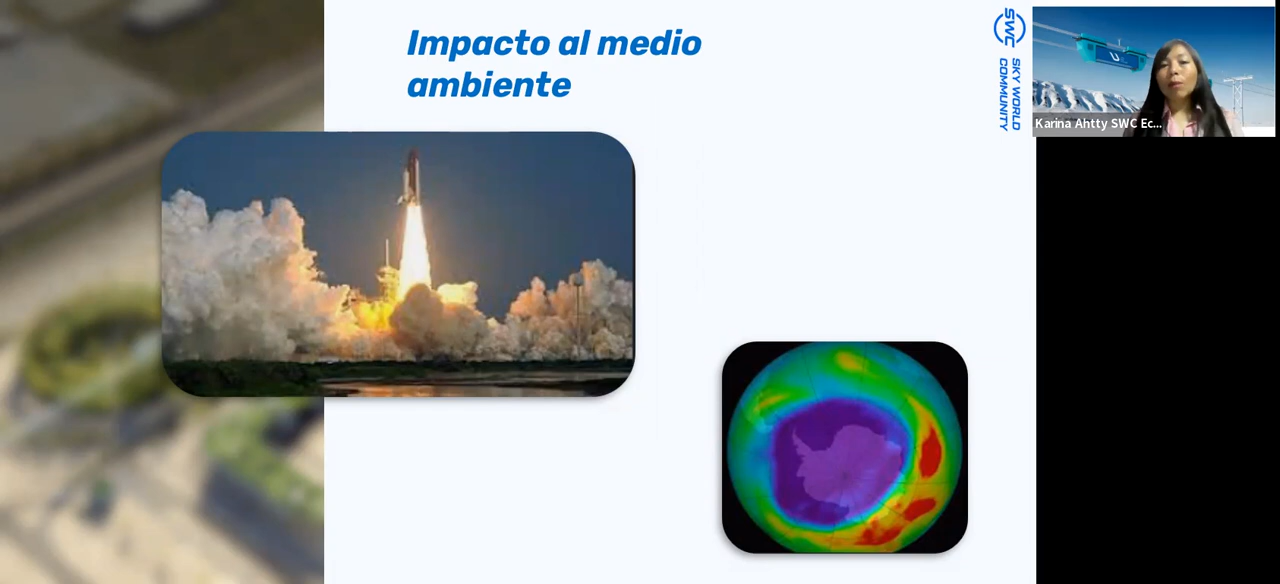 Impacto al medio
ambiente
SWC
SKY WORLD
COMMUNITY
U
Karina Ahtty SWC Ec...